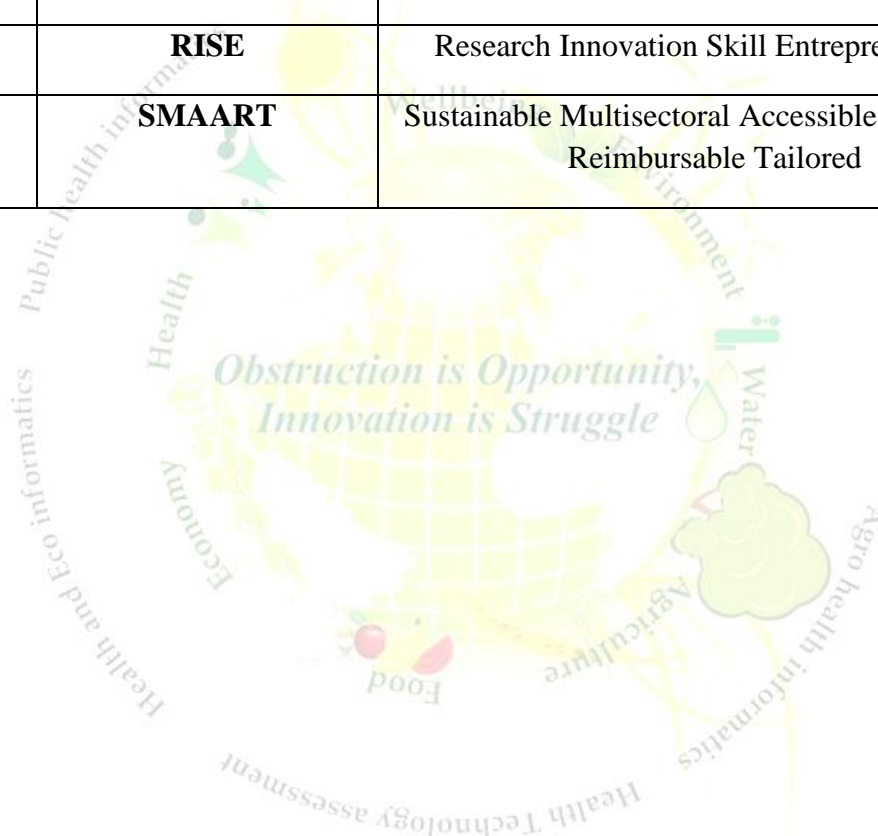 RISE
Research Innovation Skill
SMAART
Sustainable Multisectoral Accessible
Reimbursable Tailored
Public health informatics
Wellbeing
Environment
Health
Obstruction is Opportunity,
Innovation is Struggle
Water
Economy
Food
Agriculture
Health and Eco informatics
Agro health informatics
Health Technology assessment